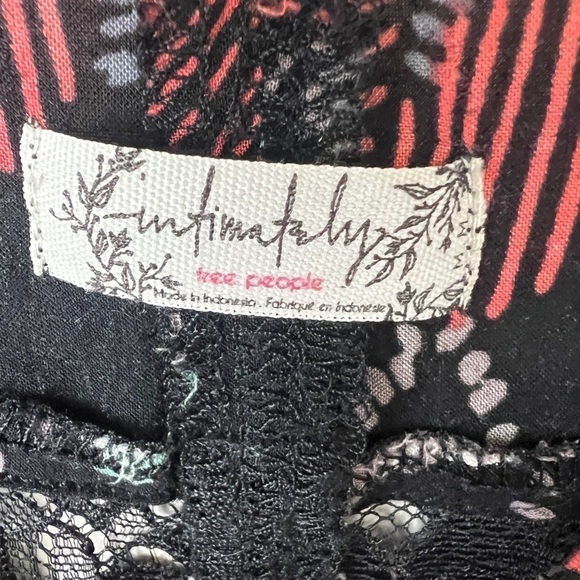 intimately
free people
Made in Indonesia . Fabriqué en Indonésie
M